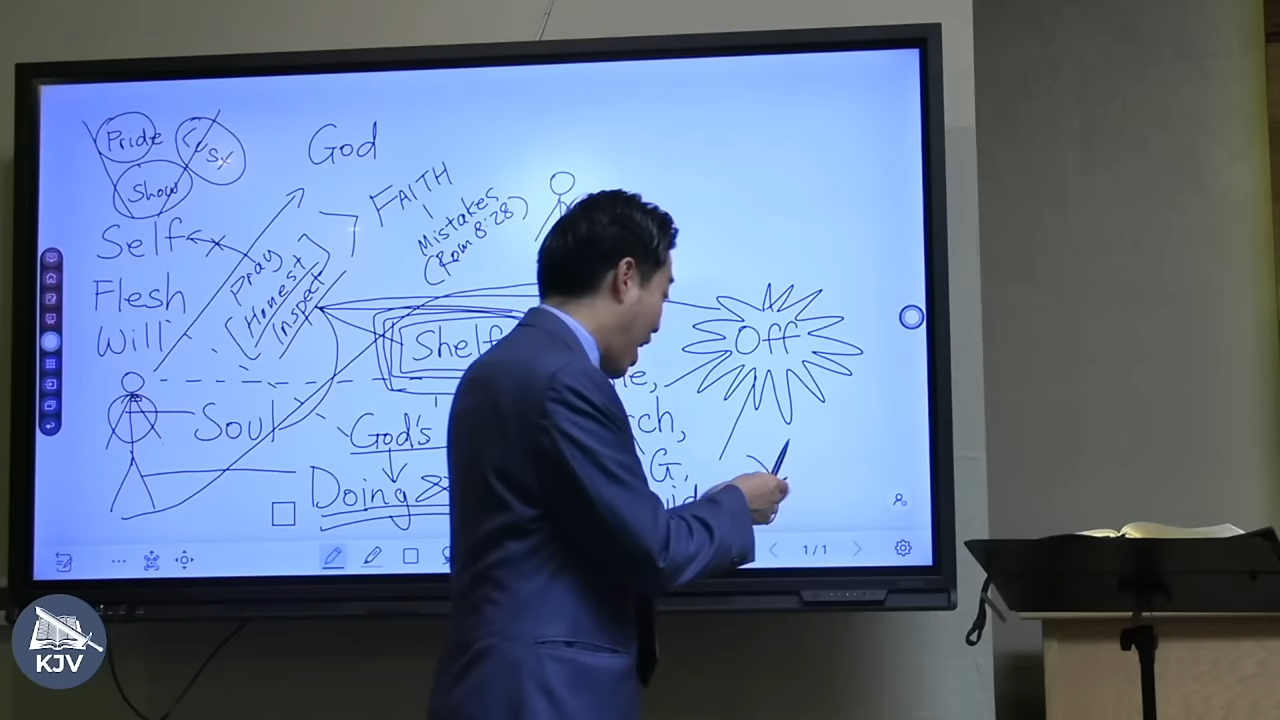 Pride
Show
God
FAITH
Mistakes
(Rom 8:28)
Self
Flesh
Will
Pray
Honest
Inspect
Shelf
Off
Soul
God's
Doing
rch,
G,
1/1
KJV